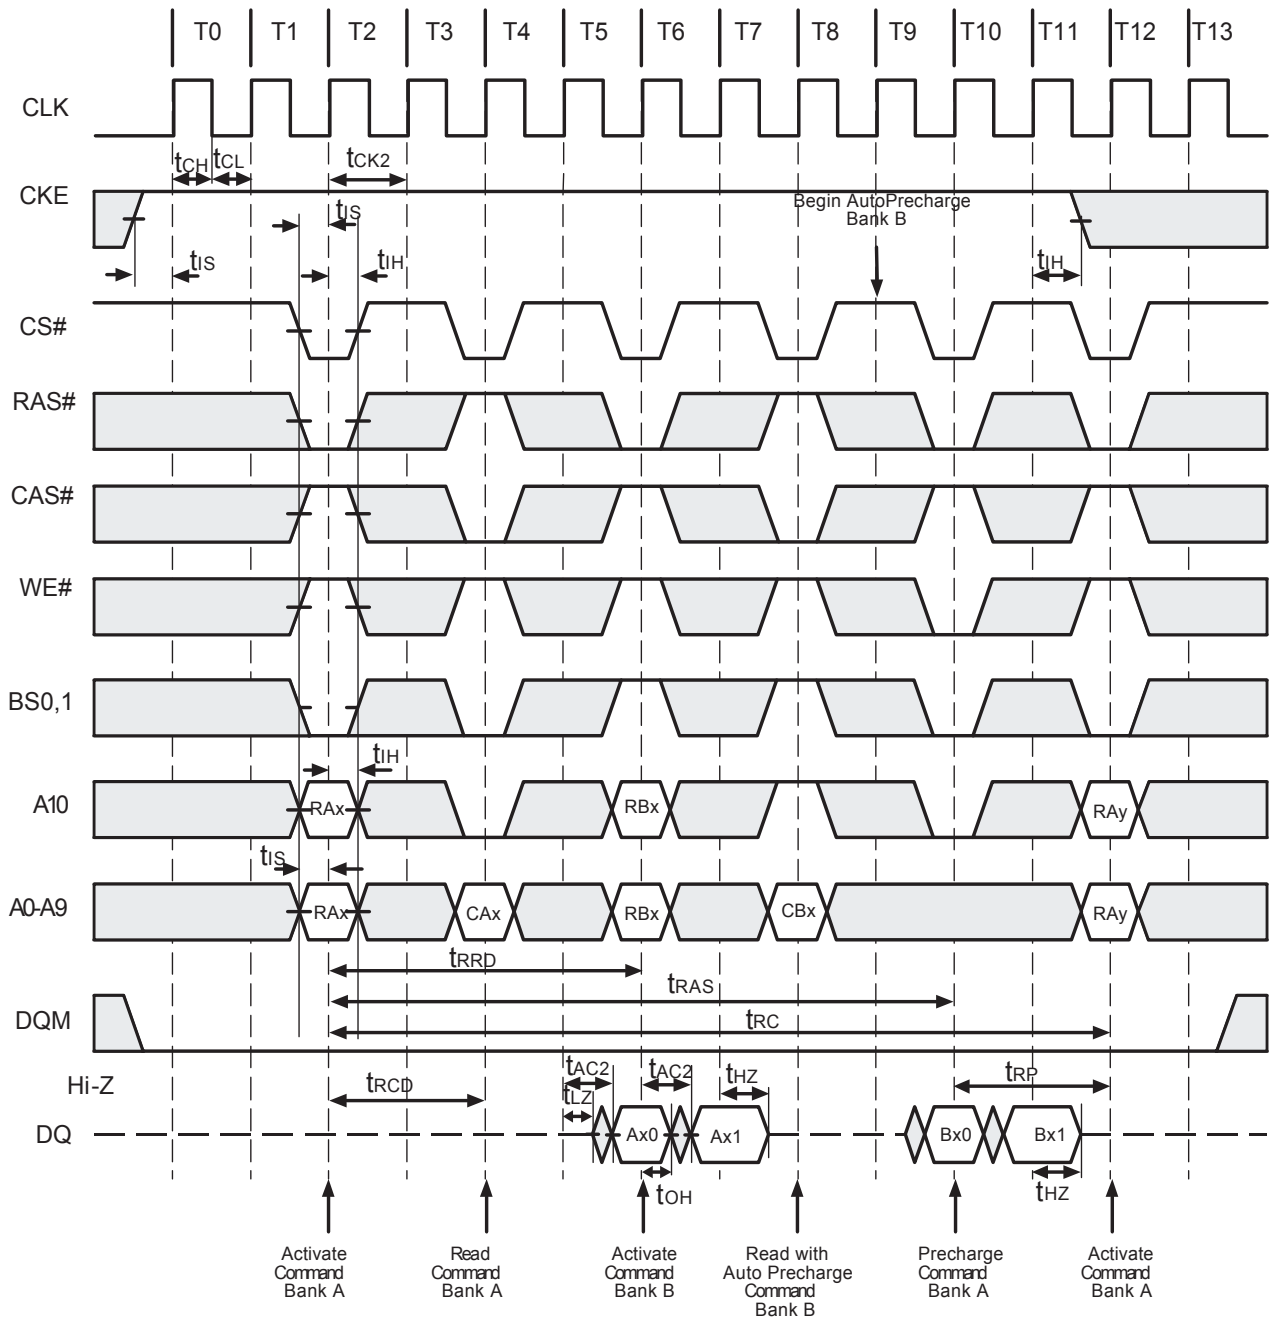 T0 T1 T2 T3 T4 T5 T6 T7 T8 T9 T10 T11 T12 T13
CLK
tCH tCL tCK2
CKE
tIS
Begin AutoPrecharge
Bank B
tIS tIH tIH
CS#
RAS#
CAS#
WE#
BS0,1
tIH
A10 RAx RBx RAy
tIS
A0-A9 RAx CAx RBx CBx RAy
tRRD
tRAS
DQM tRC
Hi-Z tRCD tAC2 tAC2 tHZ tRP
tLZ
DQ Ax0 Ax1 Bx0 Bx1
tOH tHZ
Activate
Command
Bank A
Read
Command
Bank A
Activate
Command
Bank B
Read with
Auto Precharge
Command
Bank B
Precharge
Command
Bank A
Activate
Command
Bank A